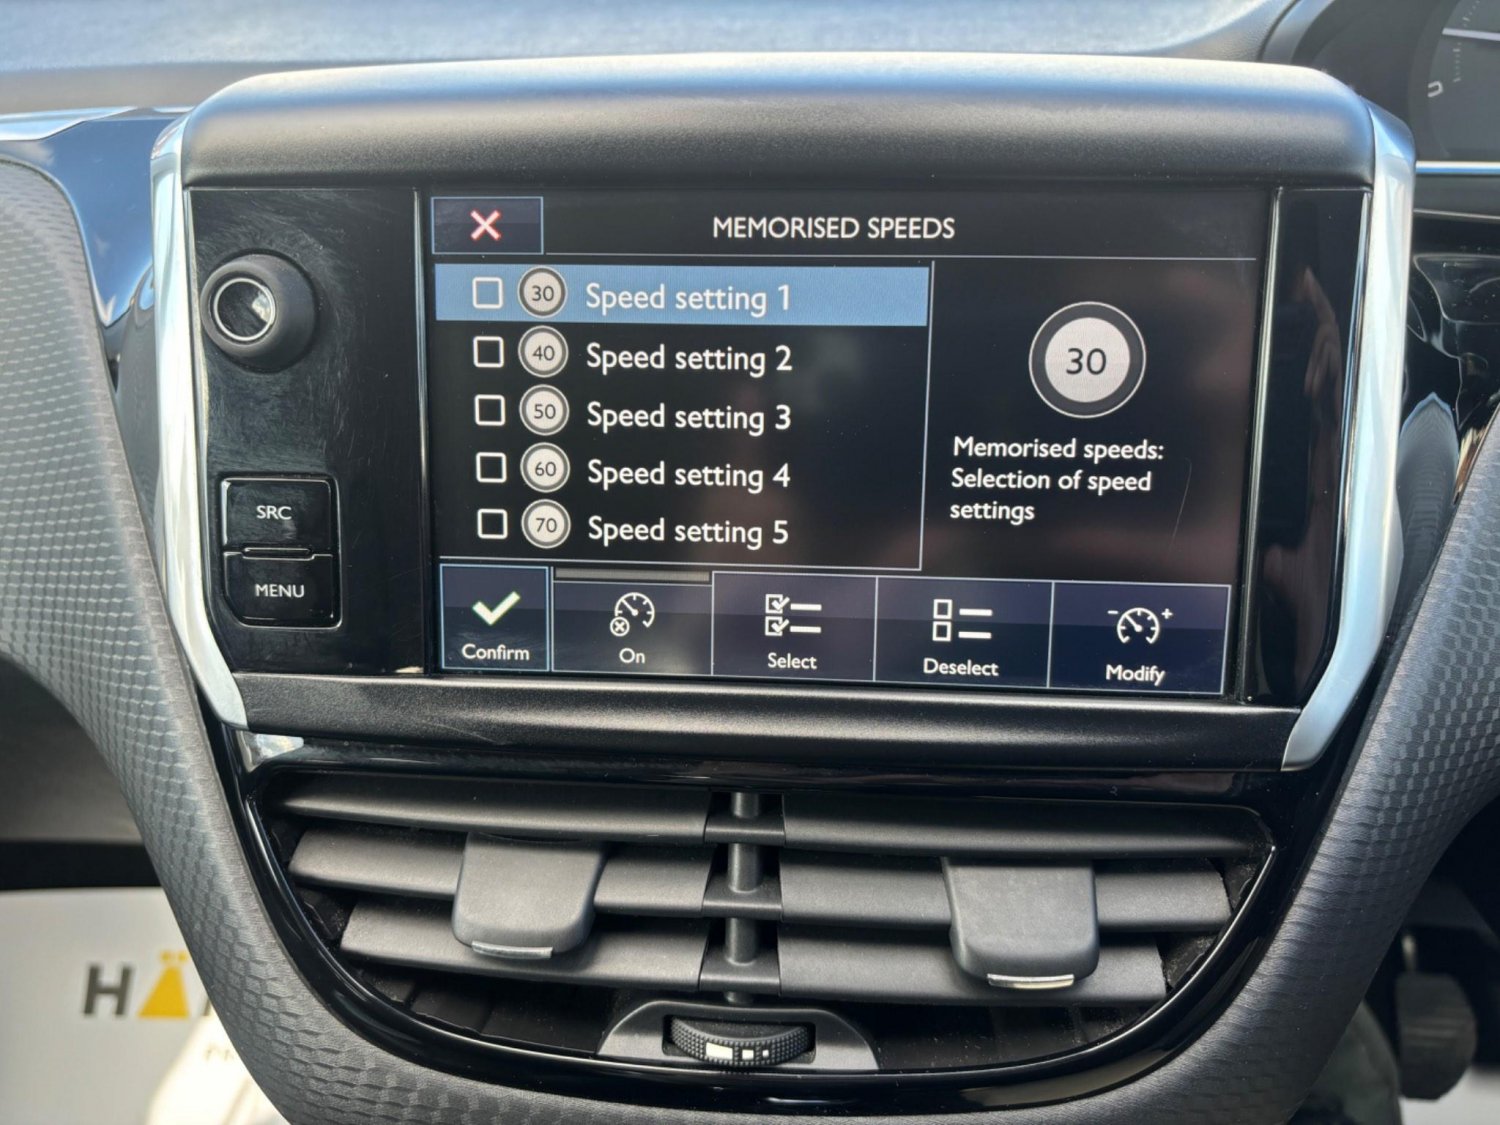 MEMORISED SPEEDS
30 Speed setting 1
40 Speed setting 2
50 Speed setting 3
60 Speed setting 4
70 Speed setting 5
30
Memorised speeds:
Selection of speed
settings
Confirm
On
Select
Deselect
Modify
SRC
MENU